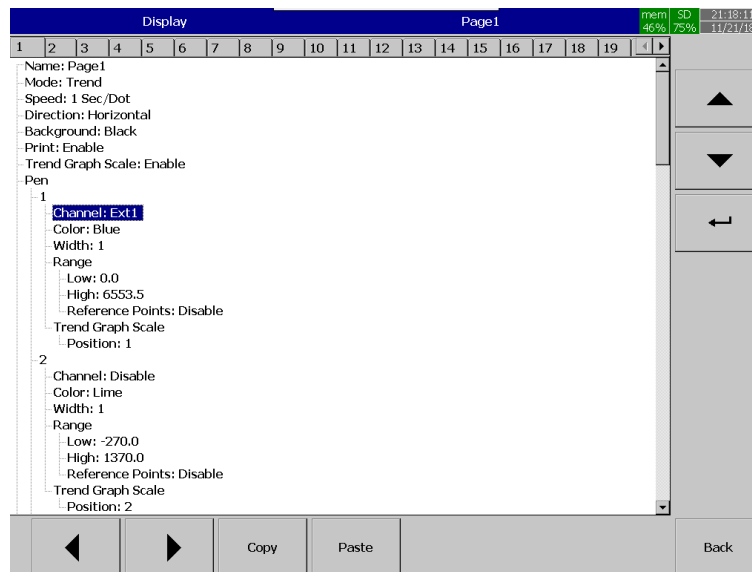 Display Page1 mem SD 21:18:11
46% 75% 11/21/18
1 2 3 4 5 6 7 8 9 10 11 12 13 14 15 16 17 18 19
Name: Page1
Mode: Trend
Speed: 1 Sec/Dot
Direction: Horizontal
Background: Black
Print: Enable
Trend Graph Scale: Enable
Pen
1
Channel: Ext1
Color: Blue
Width: 1
Range
Low: 0.0
High: 6553.5
Reference Points: Disable
Trend Graph Scale
Position: 1
2
Channel: Disable
Color: Lime
Width: 1
Range
Low: -270.0
High: 1370.0
Reference Points: Disable
Trend Graph Scale
Position: 2
Copy Paste Back